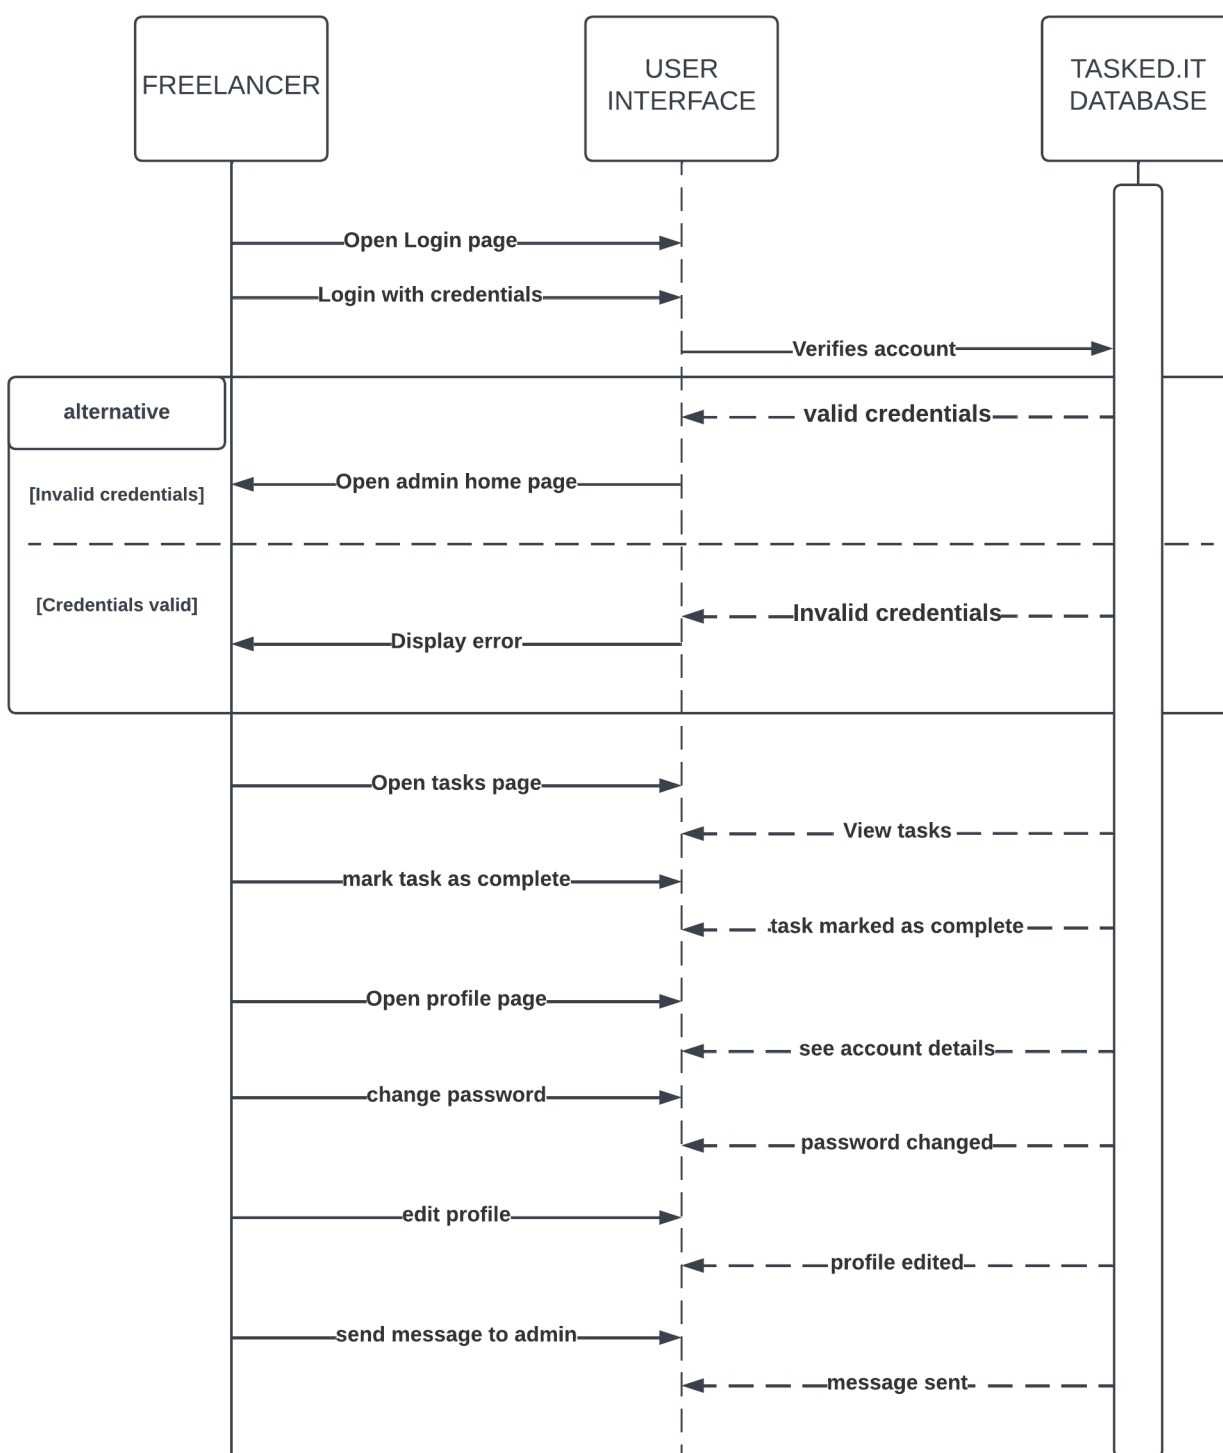 FREELANCER
USER
INTERFACE
TASKED.IT
DATABASE
Open Login page
Login with credentials
Verifies account
alternative
valid credentials
Open admin home page
[Invalid credentials]
[Credentials valid]
Invalid credentials
Display error
Open tasks page
View tasks
mark task as complete
task marked as complete
Open profile page
see account details
change password
password changed
edit profile
profile edited
send message to admin
message sent